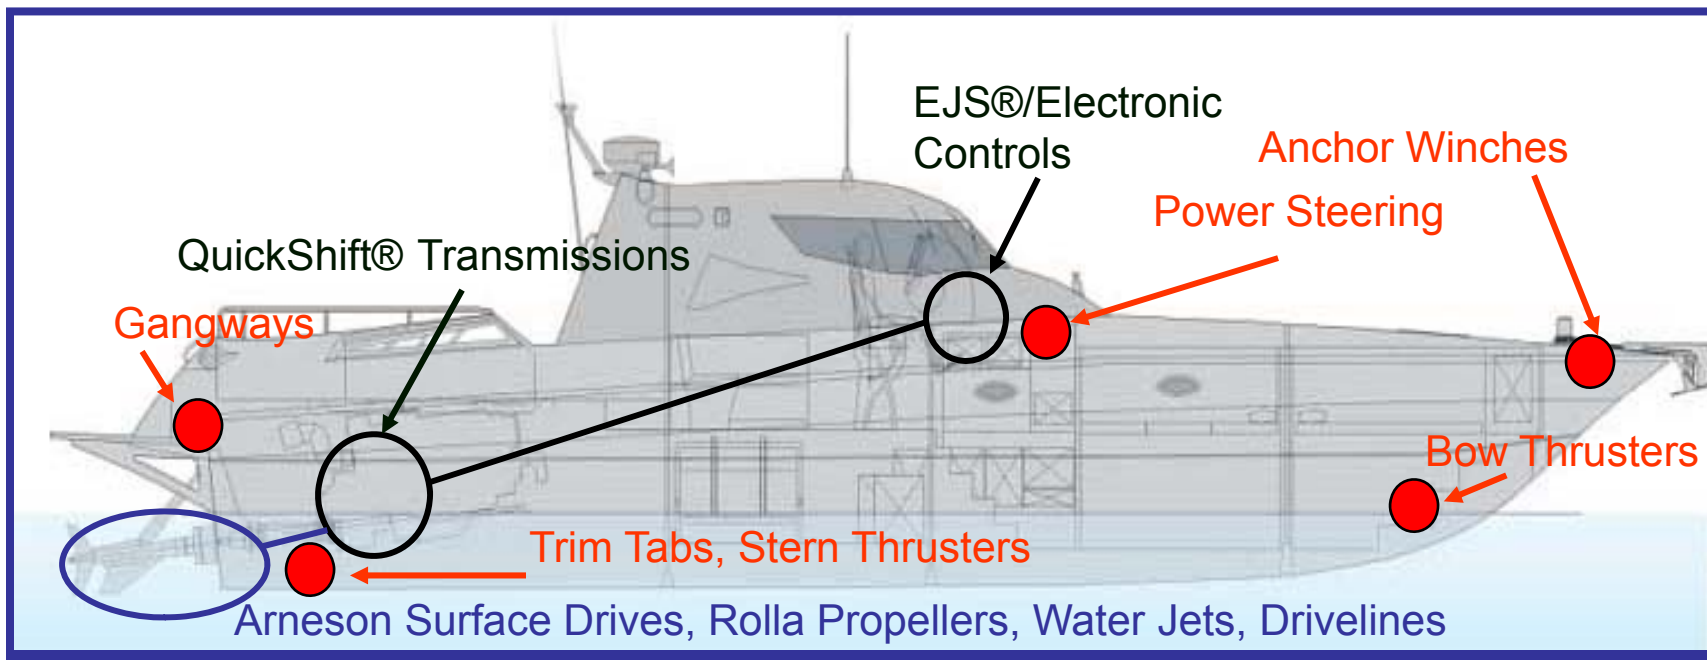 EJS®/Electronic
Controls
Anchor Winches
Power Steering
QuickShift® Transmissions
Gangways
Bow Thrusters
Trim Tabs, Stern Thrusters
Arneson Surface Drives, Rolla Propellers, Water Jets, Drivelines